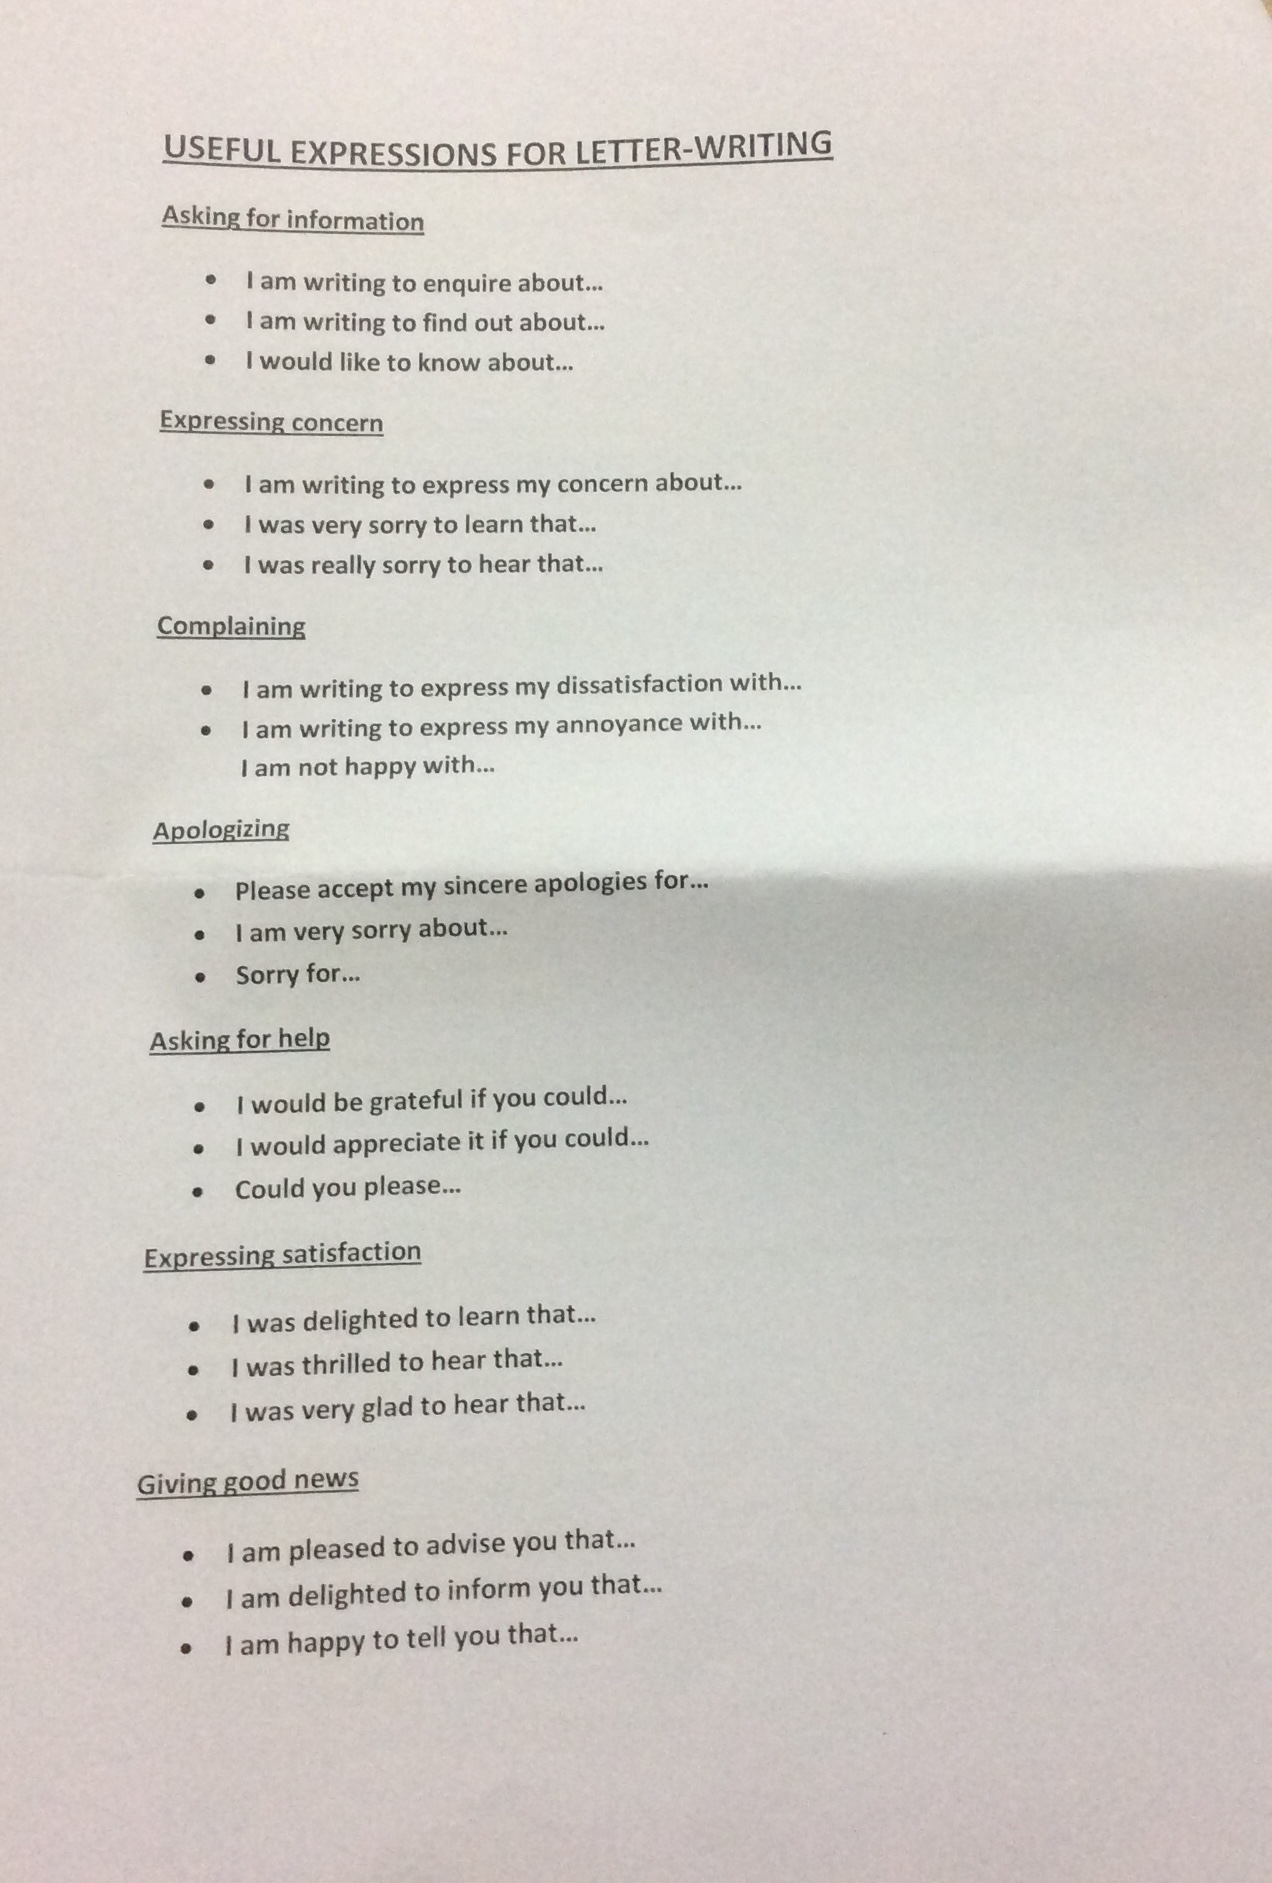 USEFUL EXPRESSIONS FOR LETTER-WRITING
Asking for information
• I am writing to enquire about...
• I am writing to find out about...
• I would like to know about...
Expressing concern
• I am writing to express my concern about...
• I was very sorry to learn that...
• I was really sorry to hear that...
Complaining
• I am writing to express my dissatisfaction with...
• I am writing to express my annoyance with...
I am not happy with...
Apologizing
• Please accept my sincere apologies for...
• I am very sorry about...
• Sorry for...
Asking for help
• I would be grateful if you could...
• I would appreciate it if you could...
• Could you please...
Expressing satisfaction
• I was delighted to learn that...
• I was thrilled to hear that...
• I was very glad to hear that...
Giving good news
• I am pleased to advise you that...
• I am delighted to inform you that...
• I am happy to tell you that...